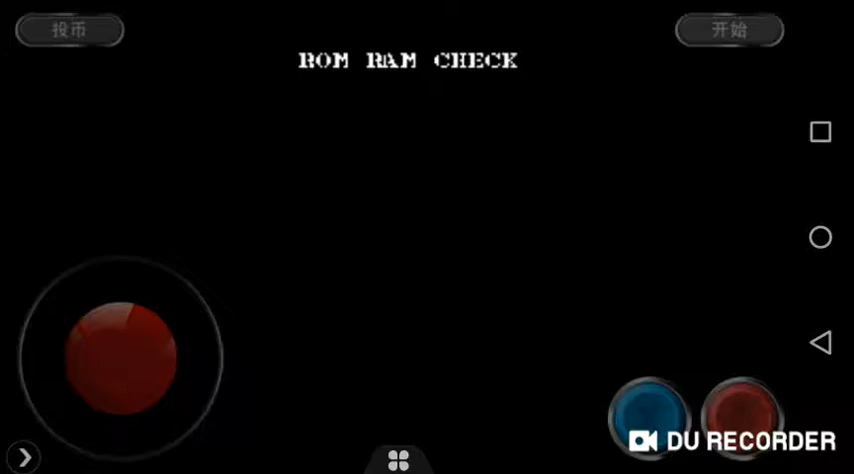 投币
开始
ROM RAM CHECK
DU RECORDER